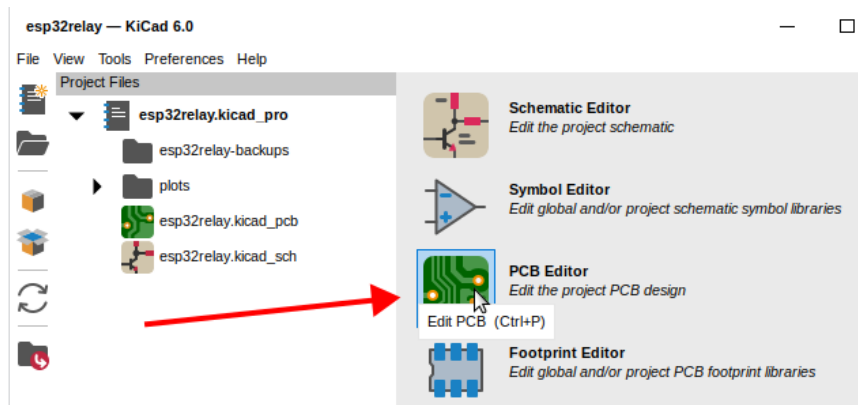 esp32relay — KiCad 6.0
File View Tools Preferences Help
Project Files
esp32relay.kicad_pro
esp32relay-backups
plots
esp32relay.kicad_pcb
esp32relay.kicad_sch
Schematic Editor
Edit the project schematic
Symbol Editor
Edit global and/or project schematic symbol libraries
PCB Editor
Edit the project PCB design
Edit PCB (Ctrl+P)
Footprint Editor
Edit global and/or project PCB footprint libraries